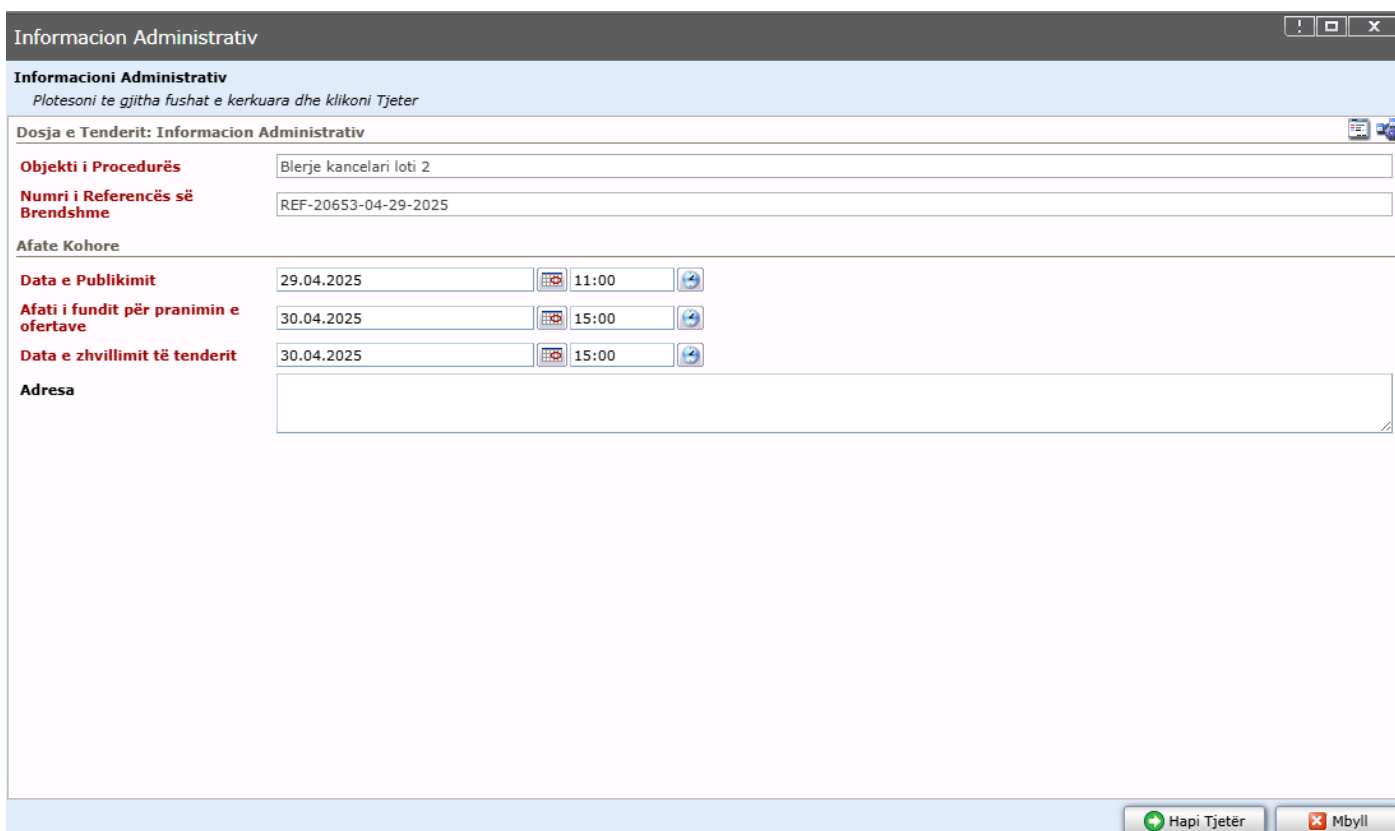 Informacion Administrativ
Informacioni Administrativ
Plotesoni te gjitha fushat e kerkuara dhe klikoni Tjeter
Dosja e Tenderit: Informacion Administrativ
Objekti i Procedurës
Blerje kancelari loti 2
Numri i Referencës së
Brendshme
REF-20653-04-29-2025
Afate Kohore
Data e Publikimit
29.04.2025
11:00
Afati i fundit për pranimin e
ofertave
30.04.2025
15:00
Data e zhvillimit të tenderit
30.04.2025
15:00
Adresa
Hapi Tjetër
Mbyll